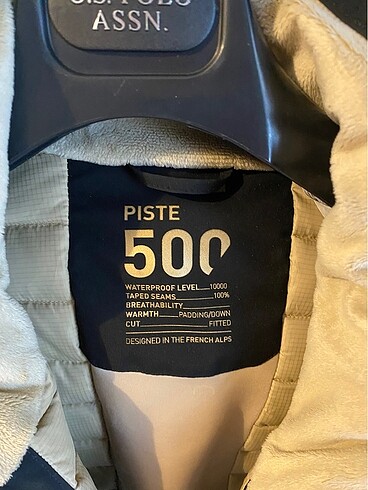 U.S. POLO
ASSN.
PISTE
500
WATERPROOF LEVEL 10000
TAPED SEAMS 100%
BREATHABILITY
WARMTH PADDING/DOWN
CUT FITTED
DESIGNED IN THE FRENCH ALPS